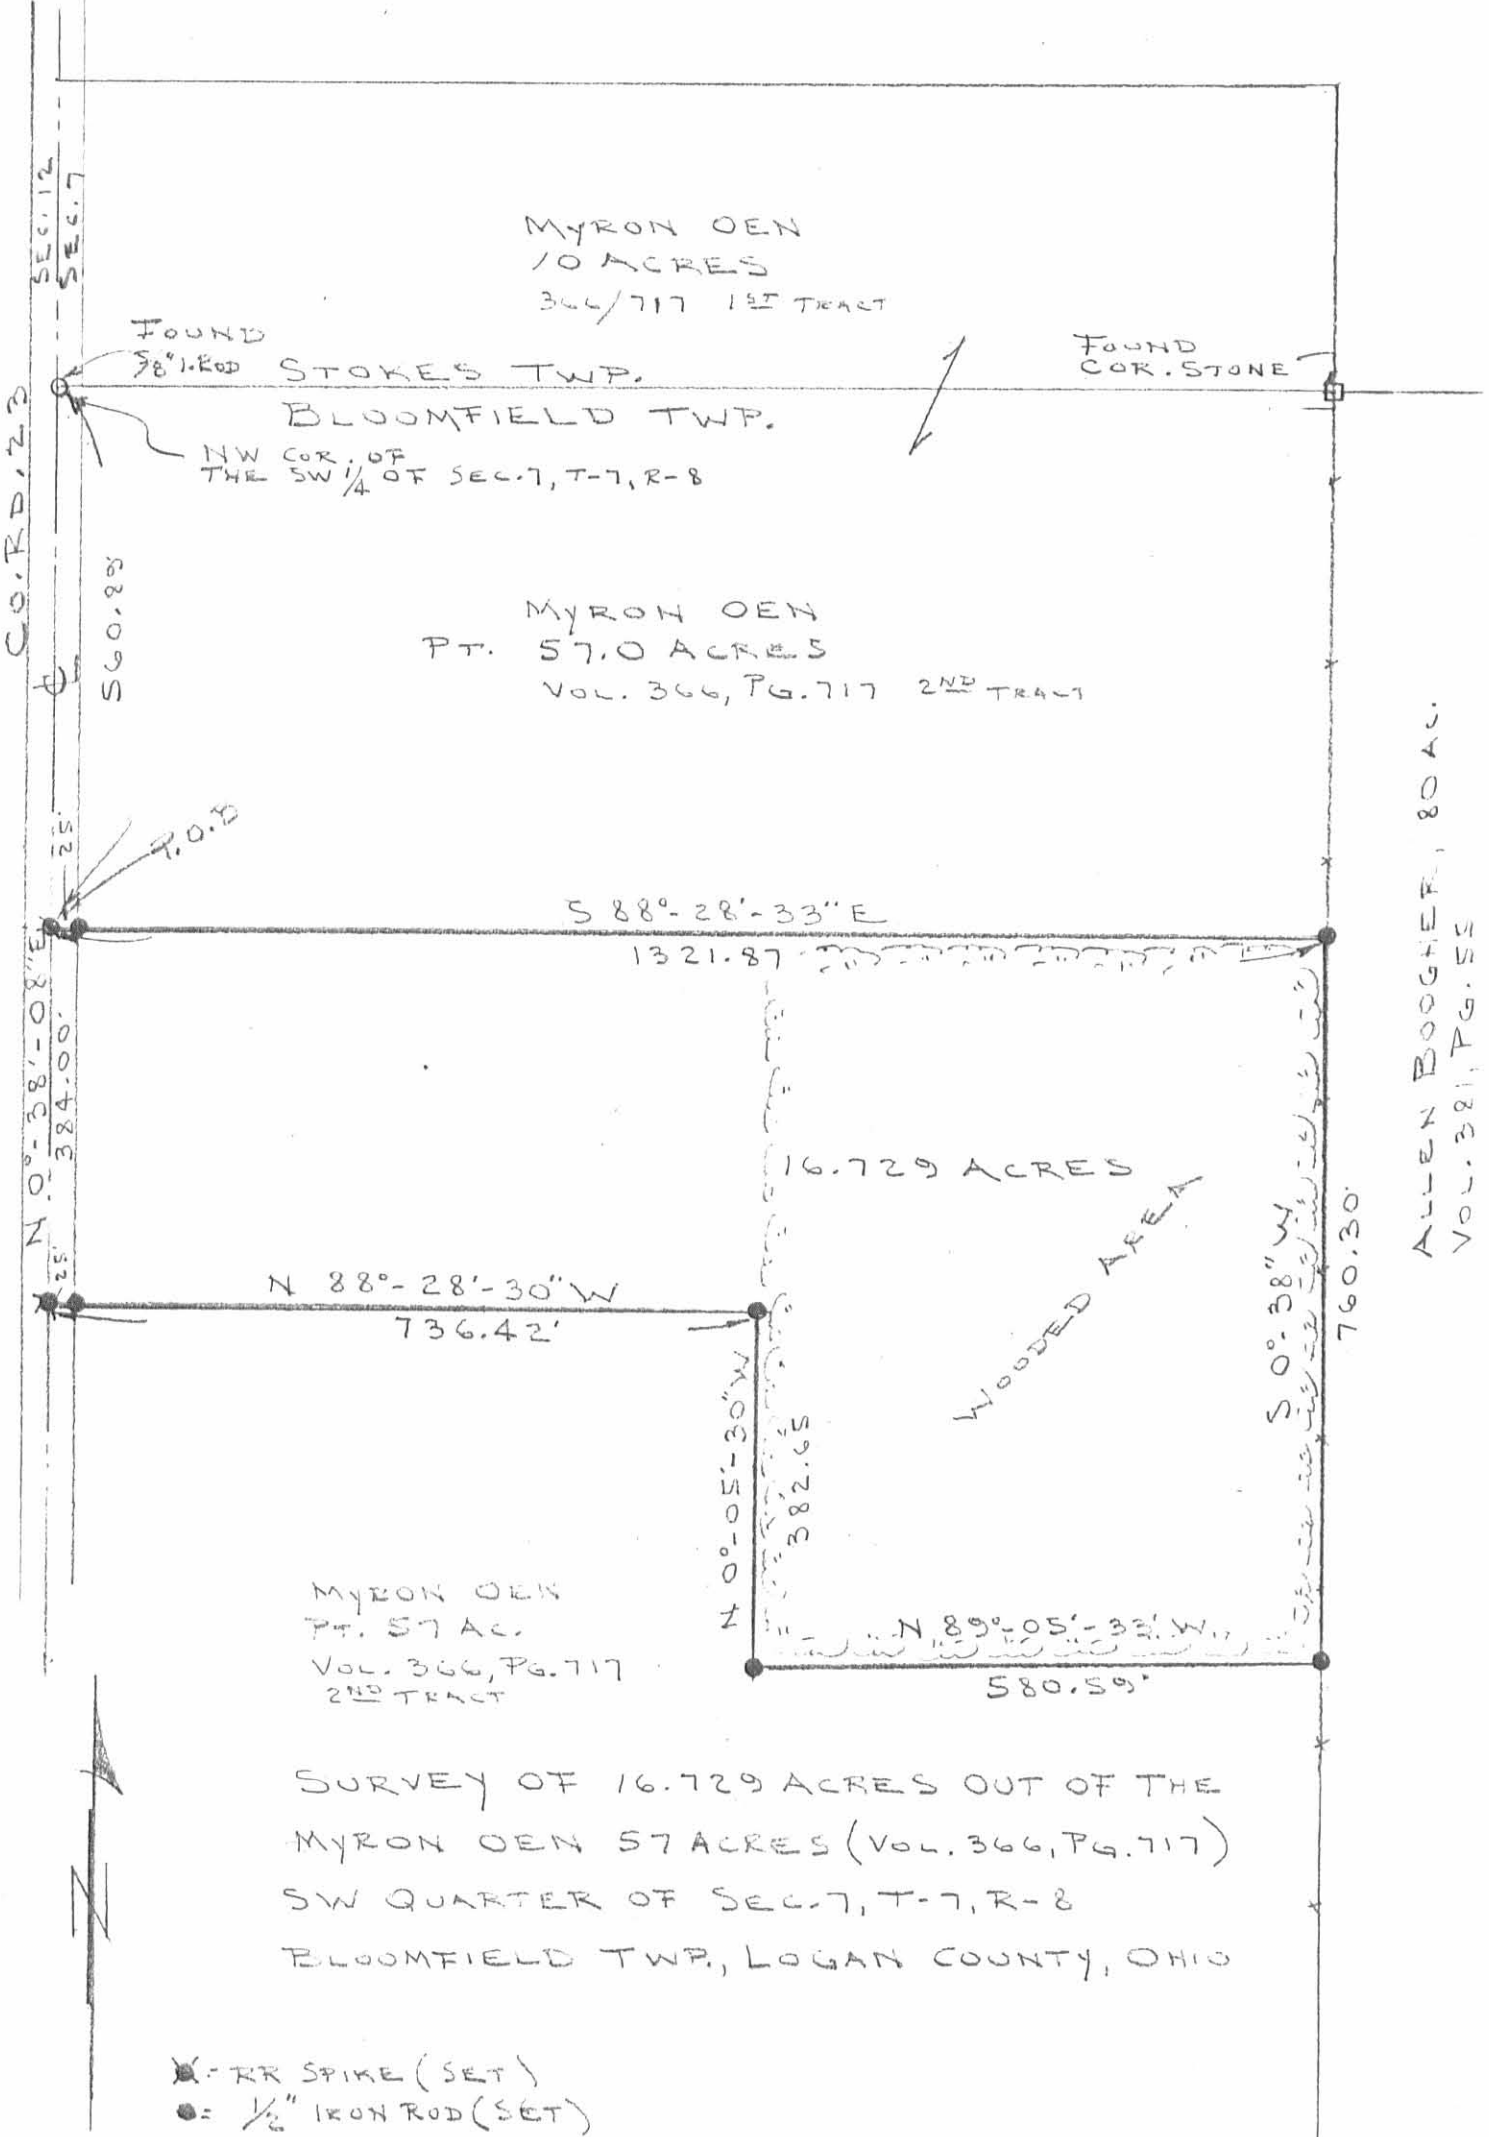 SEC. 12
SEC. 7
MYRON OEN
10 ACRES
366/717 1ST TRACT
FOUND
5/8" I. ROD
STOKES TWP.
FOUND
COR. STONE
BLOOMFIELD TWP.
NW COR. OF
THE SW 1/4 OF SEC. 7, T-7, R-8
CO. RD. 23
560.89
℄
MYRON OEN
PT. 57.0 ACRES
VOL. 366, PG. 717 2ND TRACT
ALLEN BOOGHER, 80 AC.
VOL. 381, PG. 55
P.O.B
25'
S 88°-28'-33" E
1321.87
N 0°-38'-08" E
384.00'
16.729 ACRES
WOODED AREA
S 0°-38" W
760.30'
25'
N 88°-28'-30" W
736.42'
N 0°-05'-30" W
382.65
N 89°-05'-33" W
580.59'
MYRON OEN
PT. 57 AC.
VOL. 366, PG. 717
2ND TRACT
N
SURVEY OF 16.729 ACRES OUT OF THE
MYRON OEN 57 ACRES (VOL. 366, PG. 717)
SW QUARTER OF SEC. 7, T-7, R-8
BLOOMFIELD TWP., LOGAN COUNTY, OHIO
X = RR SPIKE (SET)
●= 1/2" IRON ROD (SET)